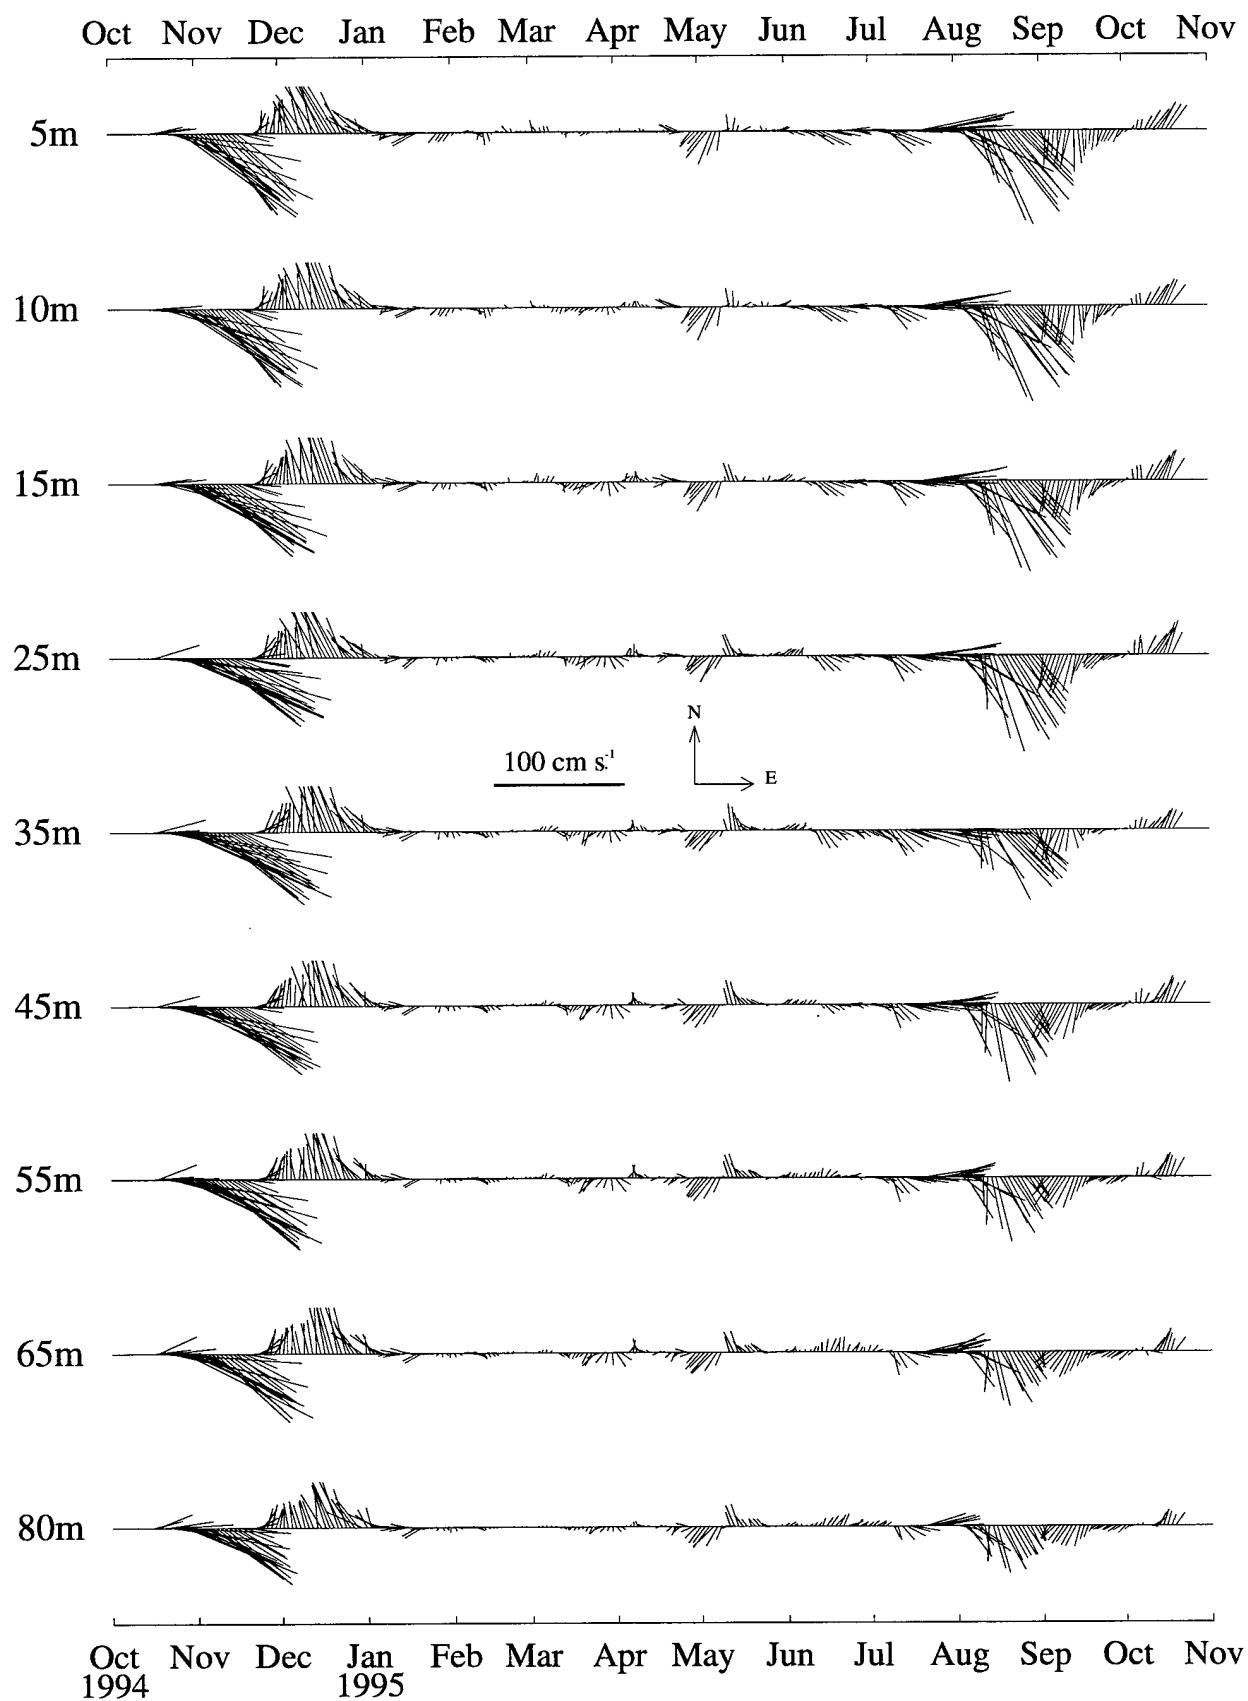 Oct Nov Dec Jan Feb Mar Apr May Jun Jul Aug Sep Oct Nov
5m
10m
15m
25m
N
100 cm s.⁻¹
E
35m
45m
55m
65m
80m
Oct Nov Dec Jan Feb Mar Apr May Jun Jul Aug Sep Oct Nov
1994 1995